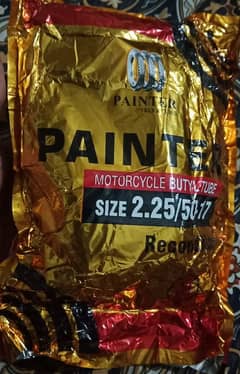 PAINTER
PAINTER
MOTORCYCLE BUTYL TUBE
SIZE 2.25/50-17